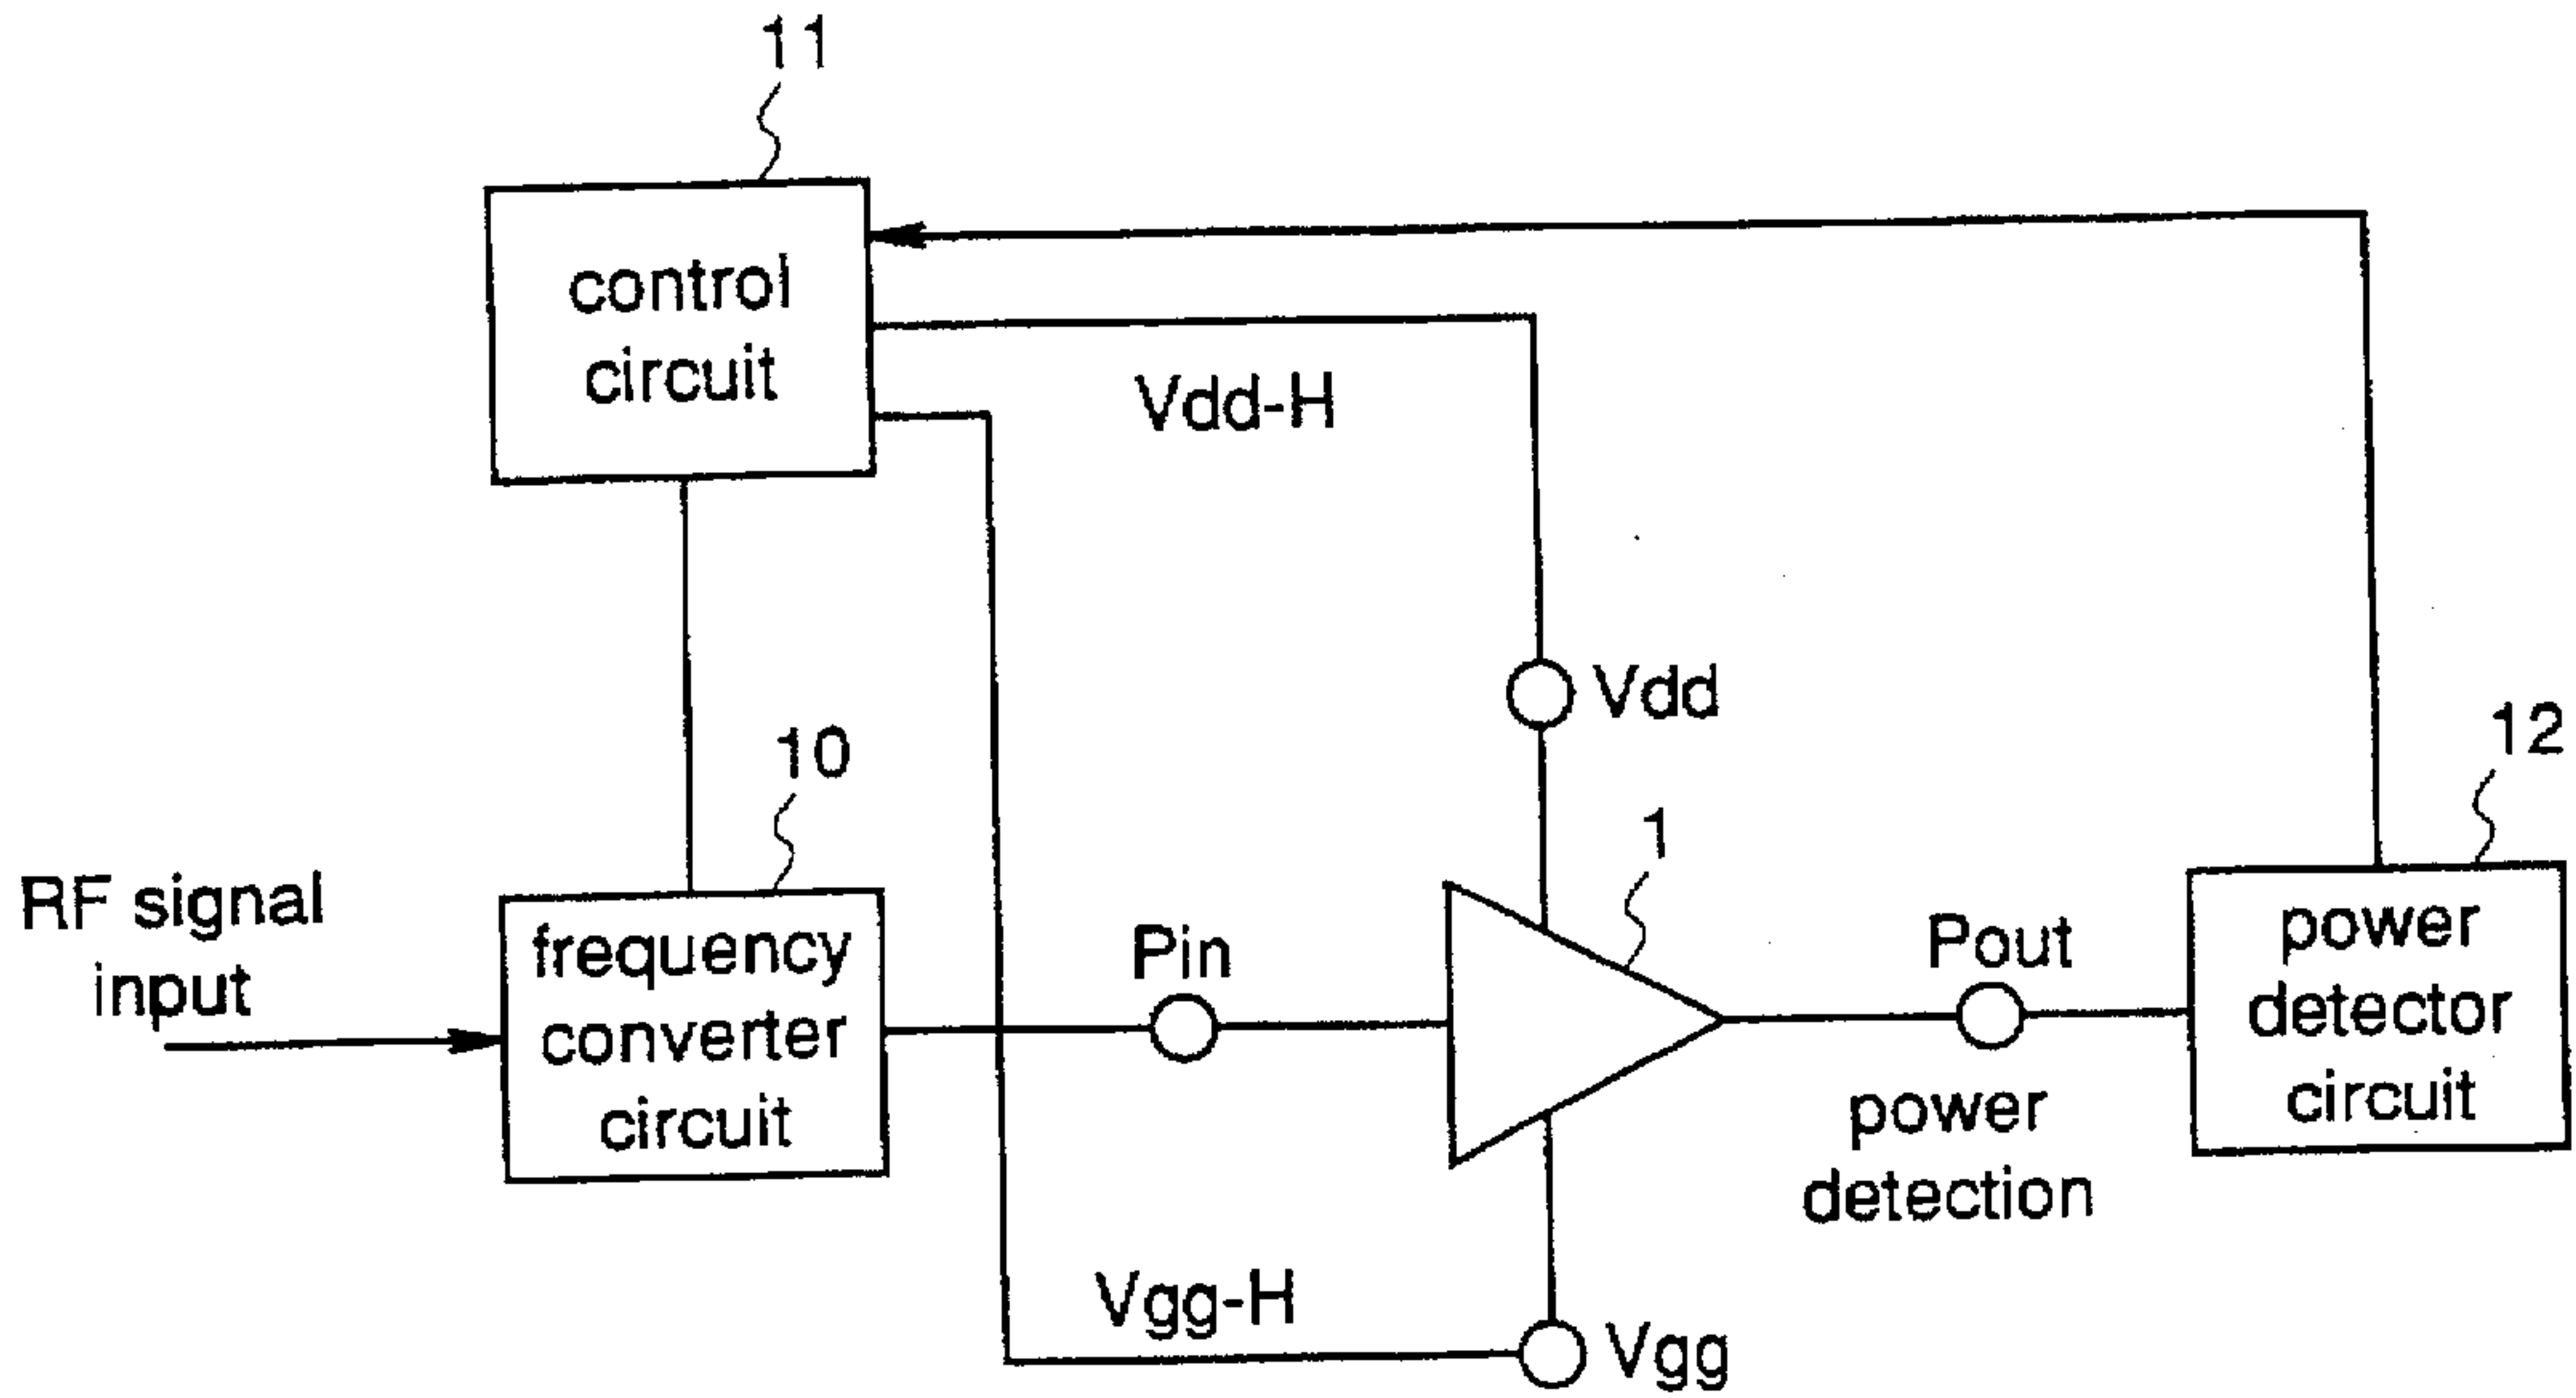 11
control
circuit
Vdd-H
Vdd
10
12
1
RF signal
input
frequency
converter
circuit
Pin
Pout
power
detector
circuit
power
detection
Vgg-H
Vgg